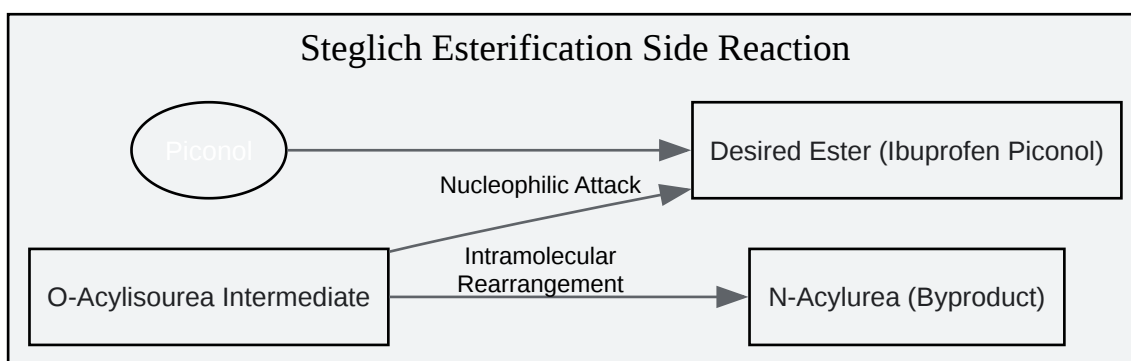 Steglich Esterification Side Reaction
Piconol
Desired Ester (Ibuprofen Piconol)
Nucleophilic Attack
O-Acylisourea Intermediate
Intramolecular
Rearrangement
N-Acylurea (Byproduct)